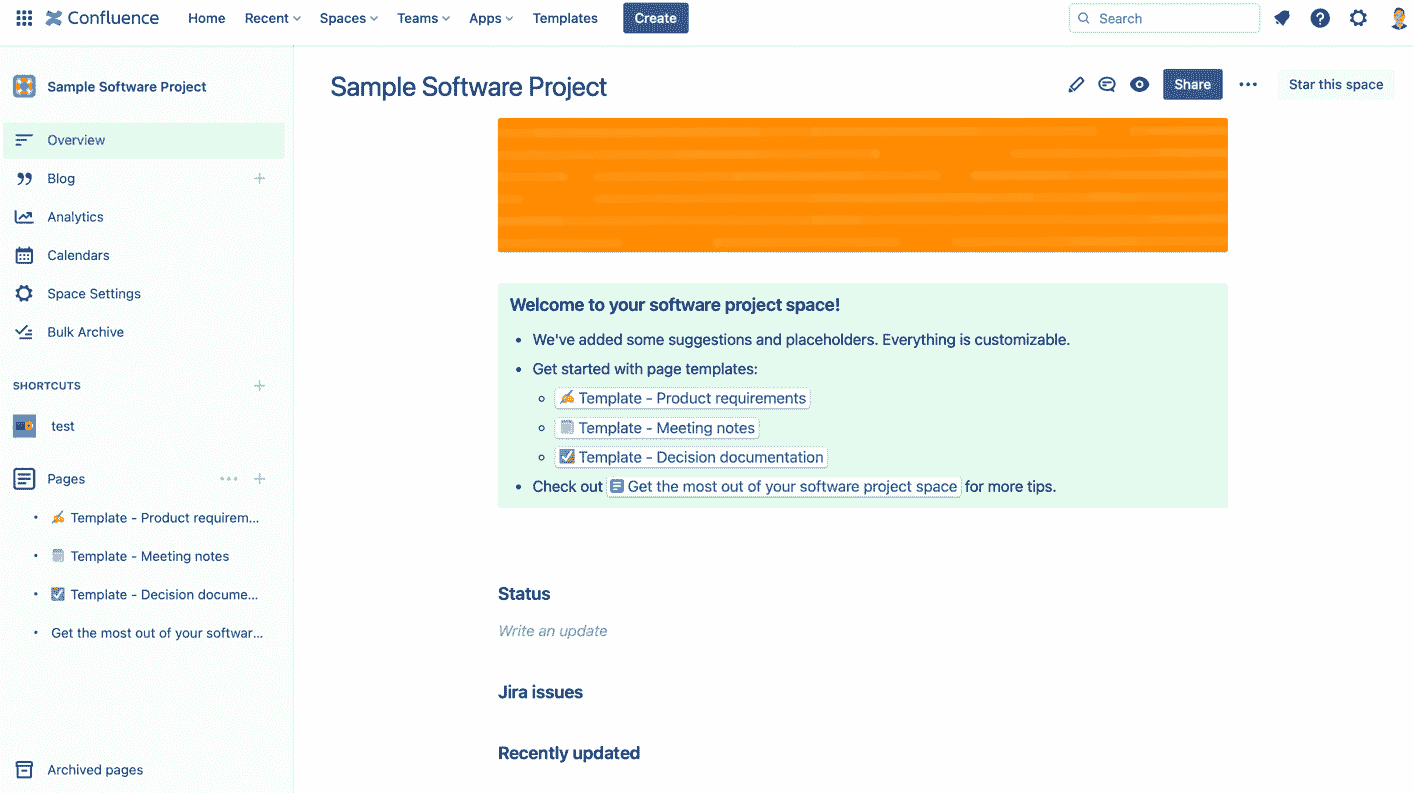 Confluence Home Recent Spaces Teams Apps Templates Create Search
Sample Software Project
Overview
Blog
Analytics
Calendars
Space Settings
Bulk Archive
SHORTCUTS
test
Pages
Template - Product requirem...
Template - Meeting notes
Template - Decision docume...
Get the most out of your softwar...
Archived pages
Sample Software Project Share Star this space
Welcome to your software project space!
• We've added some suggestions and placeholders. Everything is customizable.
• Get started with page templates:
Template - Product requirements
Template - Meeting notes
Template - Decision documentation
• Check out Get the most out of your software project space for more tips.
Status
Write an update
Jira issues
Recently updated